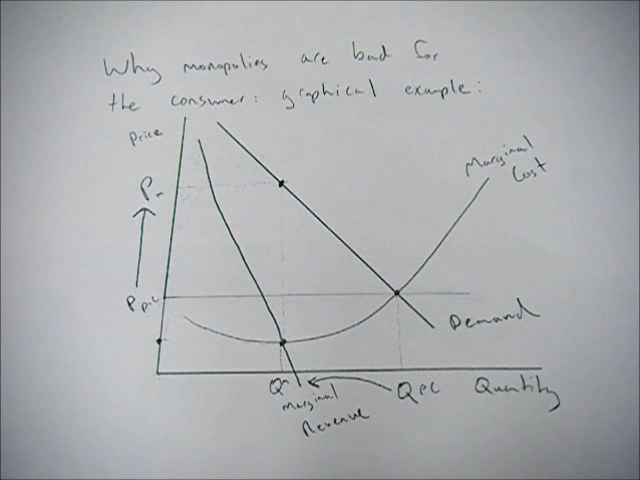 Why monopolies are bad for
the consumer: graphical example:
Price
Marginal
Cost
Pm
Ppc
Demand
Qm
QPC
Quantity
Marginal
Revenue